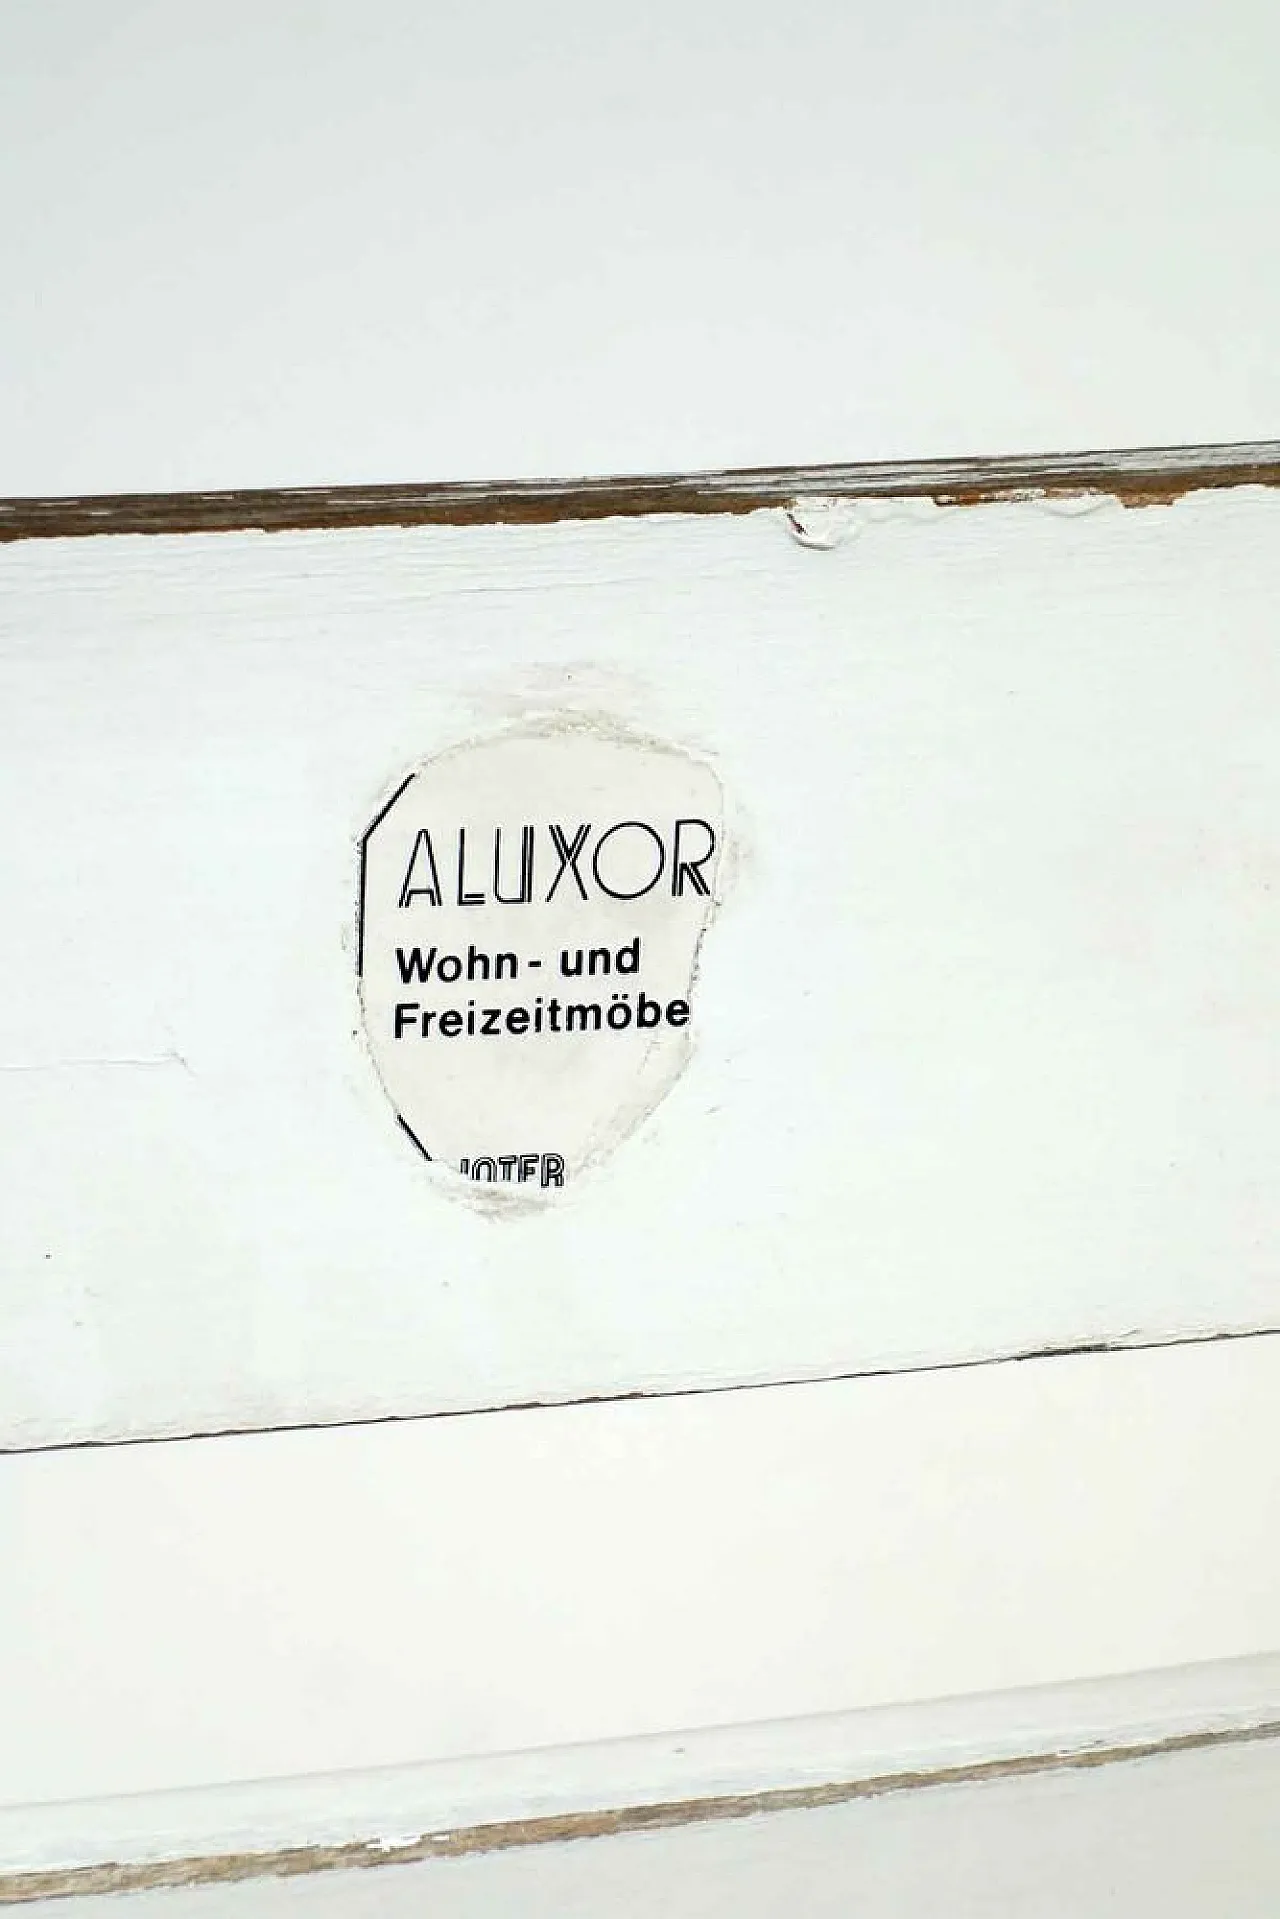 ALUXOR
Wohn- und
Freizeitmöbe